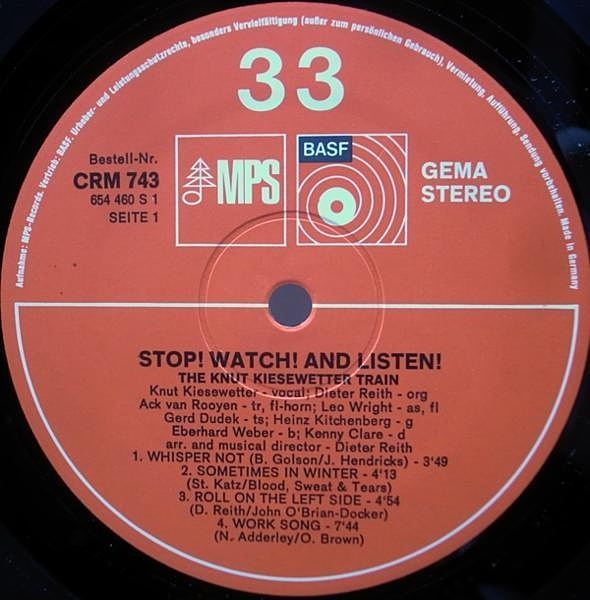 Aufnahme: MPS-Records. Vertrieb: BASF. Urheber- und Leistungsschutzrechte, besonders Vervielfältigung (außer zum persönlichen Gebrauch), Vermietung, Aufführung, Sendung vorbehalten. Made in Germany
33
Bestell-Nr.
CRM 743
654 460 S 1
SEITE 1
MPS
BASF
GEMA
STEREO
STOP! WATCH! AND LISTEN!
THE KNUT KIESEWETTER TRAIN
Knut Kiesewetter - vocal; Dieter Reith - org
Ack van Rooyen - tr, fl-horn; Leo Wright - as, fl
Gerd Dudek - ts; Heinz Kitchenberg - g
Eberhard Weber - b; Kenny Clare - d
arr. and musical director - Dieter Reith
1. WHISPER NOT (B. Golson/J. Hendricks) - 3'49
2. SOMETIMES IN WINTER - 4'13
(St. Katz/Blood, Sweat & Tears)
3. ROLL ON THE LEFT SIDE - 4'54
(D. Reith/John O'Brian-Docker)
4. WORK SONG - 7'44
(N. Adderley/O. Brown)